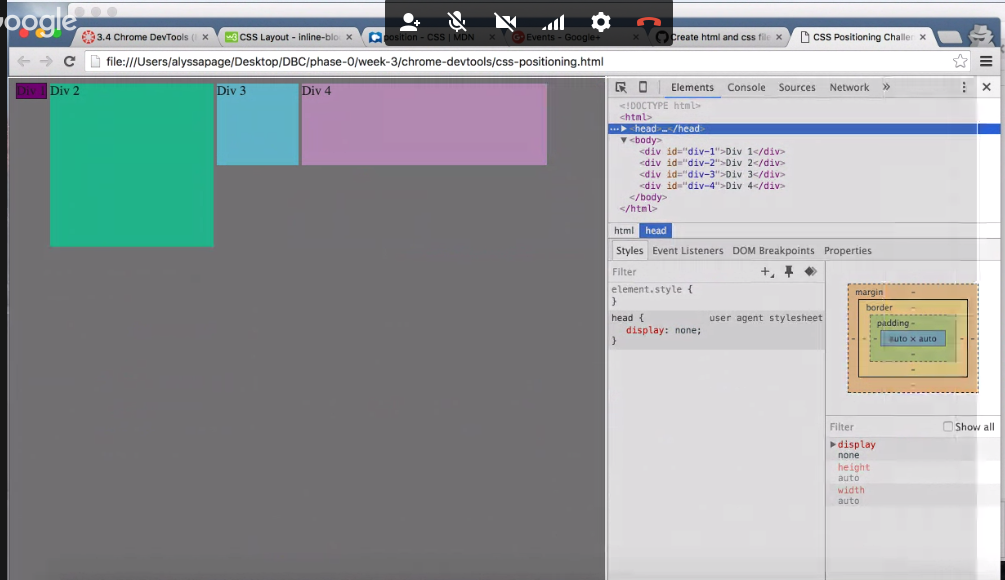 oogle
3.4 Chrome DevTools (
CSS Layout - inline-blo
position - CSS | MDN
Events - Google+
Create html and css file
CSS Positioning Challen
file:///Users/alyssapage/Desktop/DBC/phase-0/week-3/chrome-devtools/css-positioning.html
Div 1 Div 2 Div 3 Div 4
Elements Console Sources Network »
<!DOCTYPE html>
<html>
<head>…</head>
<body>
<div id="div-1">Div 1</div>
<div id="div-2">Div 2</div>
<div id="div-3">Div 3</div>
<div id="div-4">Div 4</div>
</body>
</html>
html head
Styles Event Listeners DOM Breakpoints Properties
Filter
element.style {
}
head { user agent stylesheet
display: none;
}
margin -
border
-
padding -
- - - auto × auto - - -
-
-
-
Filter Show all
display
none
height
auto
width
auto